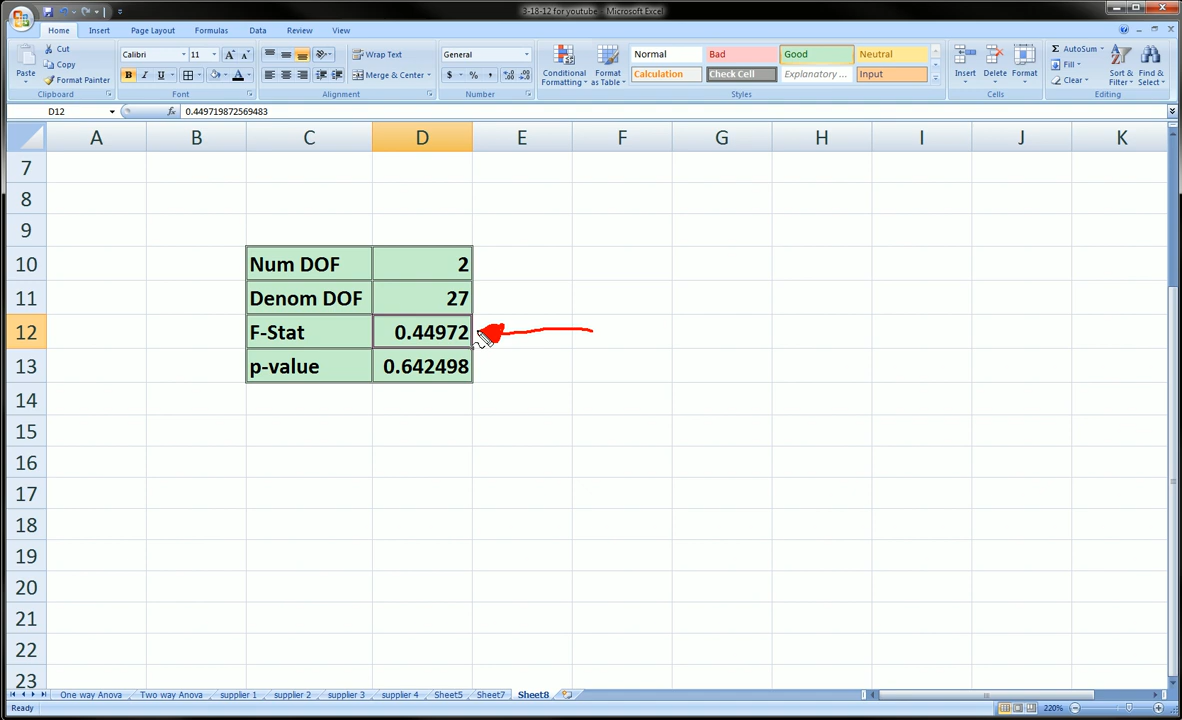 3-18-12 for youtube - Microsoft Excel
Home Insert Page Layout Formulas Data Review View
Paste
Cut
Copy
Format Painter
Clipboard
Calibri 11
B I U
Font
Wrap Text
Merge & Center
Alignment
General
$ % ,
Number
Conditional Formatting
Format as Table
Normal Bad Good Neutral
Calculation Check Cell Explanatory ... Input
Styles
Insert Delete Format
Cells
Σ AutoSum
Fill
Clear
Sort & Filter
Find & Select
Editing
D12 fx 0.449719872569483
A B C D E F G H I J K
7
8
9
10 Num DOF 2
11 Denom DOF 27
12 F-Stat 0.44972
13 p-value 0.642498
14
15
16
17
18
19
20
21
22
23
One way Anova Two way Anova supplier 1 supplier 2 supplier 3 supplier 4 Sheet5 Sheet7 Sheet8
Ready 220%